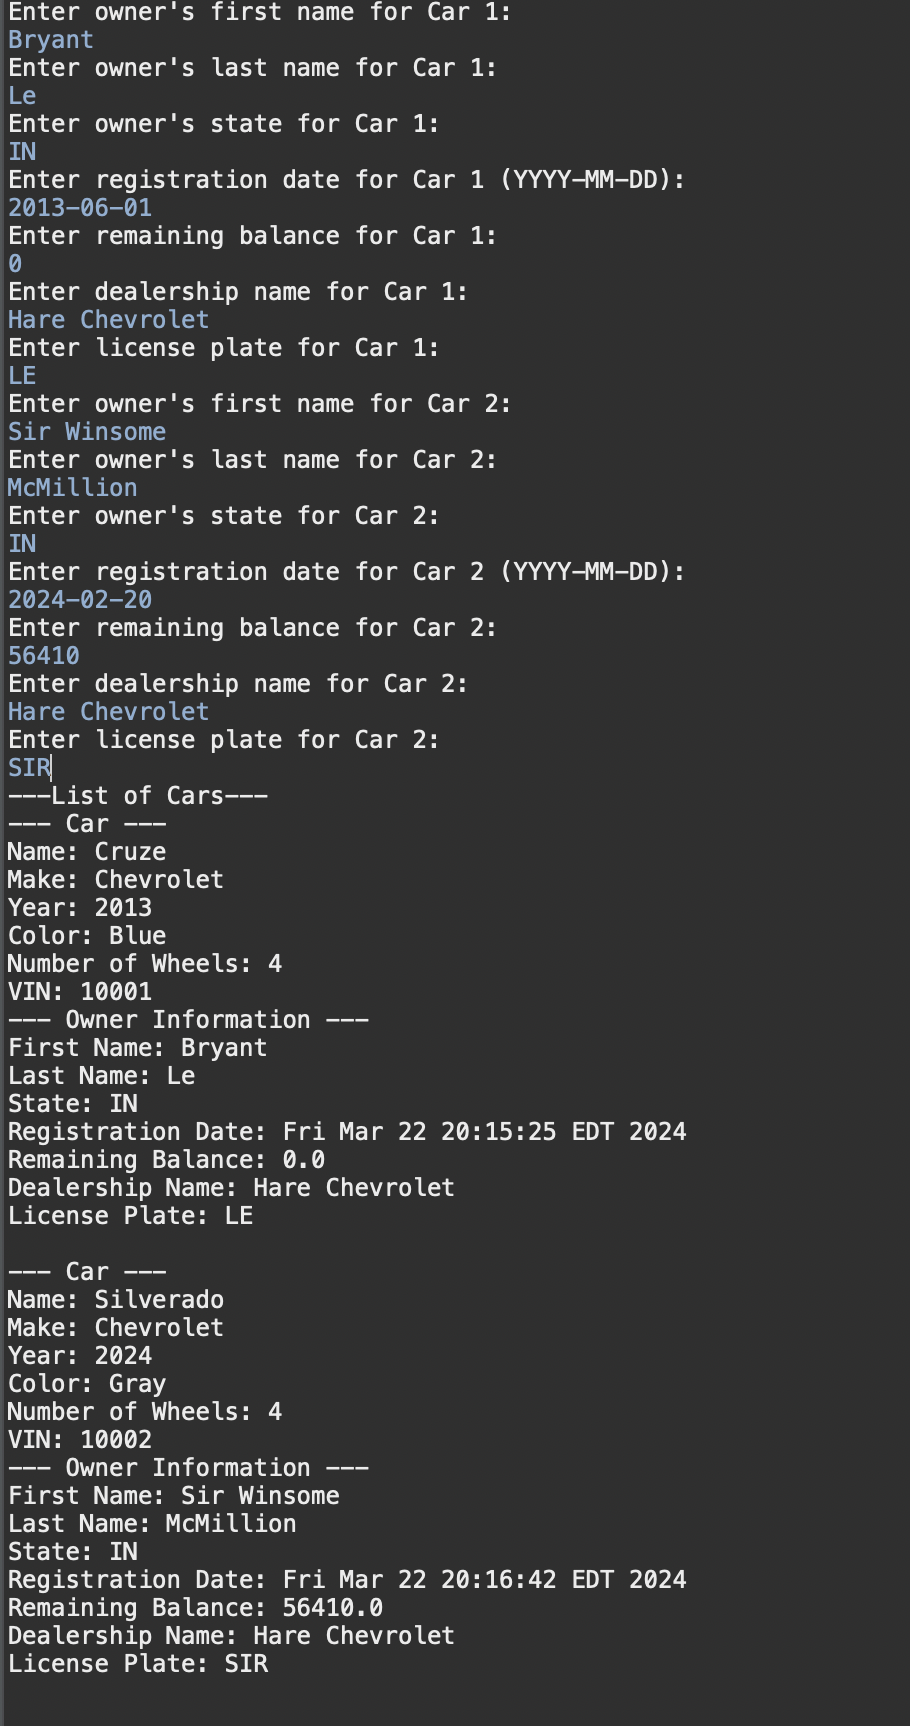 Enter owner's first name for Car 1:
Bryant
Enter owner's last name for Car 1:
Le
Enter owner's state for Car 1:
IN
Enter registration date for Car 1 (YYYY-MM-DD):
2013-06-01
Enter remaining balance for Car 1:
0
Enter dealership name for Car 1:
Hare Chevrolet
Enter license plate for Car 1:
LE
Enter owner's first name for Car 2:
Sir Winsome
Enter owner's last name for Car 2:
McMillion
Enter owner's state for Car 2:
IN
Enter registration date for Car 2 (YYYY-MM-DD):
2024-02-20
Enter remaining balance for Car 2:
56410
Enter dealership name for Car 2:
Hare Chevrolet
Enter license plate for Car 2:
SIR
---List of Cars---
--- Car ---
Name: Cruze
Make: Chevrolet
Year: 2013
Color: Blue
Number of Wheels: 4
VIN: 10001
--- Owner Information ---
First Name: Bryant
Last Name: Le
State: IN
Registration Date: Fri Mar 22 20:15:25 EDT 2024
Remaining Balance: 0.0
Dealership Name: Hare Chevrolet
License Plate: LE
--- Car ---
Name: Silverado
Make: Chevrolet
Year: 2024
Color: Gray
Number of Wheels: 4
VIN: 10002
--- Owner Information ---
First Name: Sir Winsome
Last Name: McMillion
State: IN
Registration Date: Fri Mar 22 20:16:42 EDT 2024
Remaining Balance: 56410.0
Dealership Name: Hare Chevrolet
License Plate: SIR